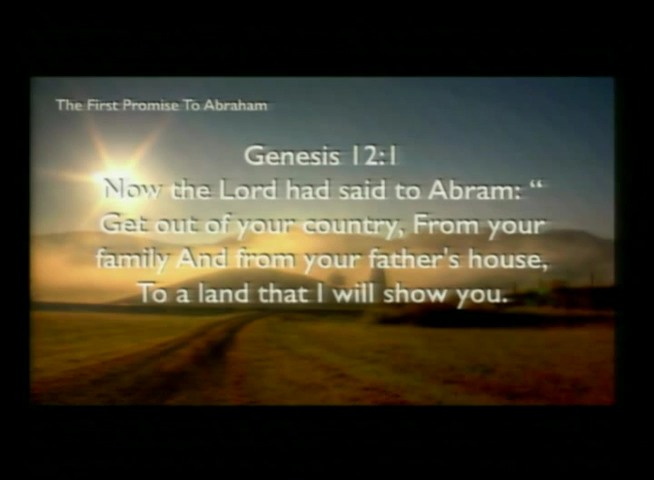 The First Promise To Abraham
Genesis 12:1
Now the Lord had said to Abram: “
Get out of your country, From your
family And from your father's house,
To a land that I will show you.